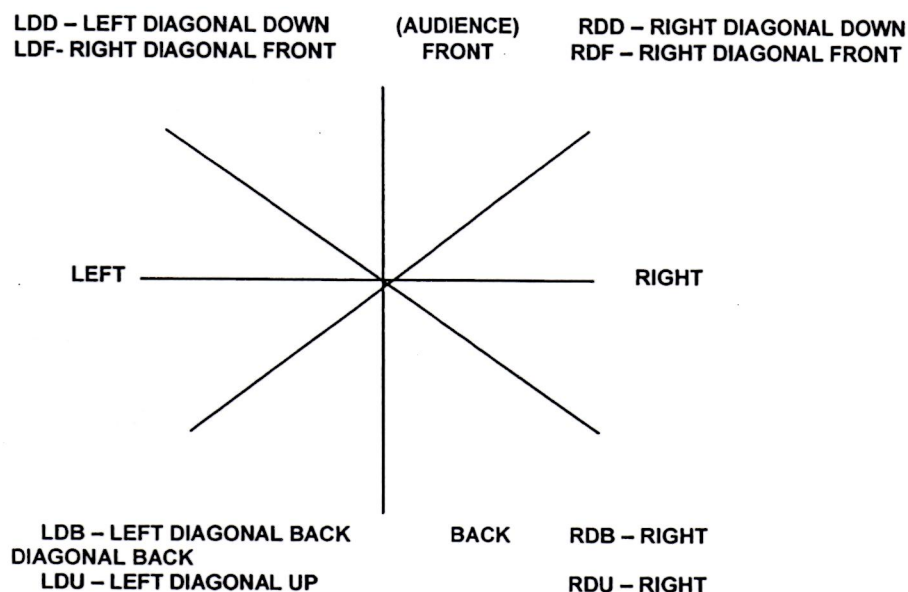 LDD – LEFT DIAGONAL DOWN (AUDIENCE) RDD – RIGHT DIAGONAL DOWN
LDF- RIGHT DIAGONAL FRONT FRONT RDF – RIGHT DIAGONAL FRONT
LEFT RIGHT
LDB – LEFT DIAGONAL BACK BACK RDB – RIGHT
DIAGONAL BACK
LDU – LEFT DIAGONAL UP RDU – RIGHT